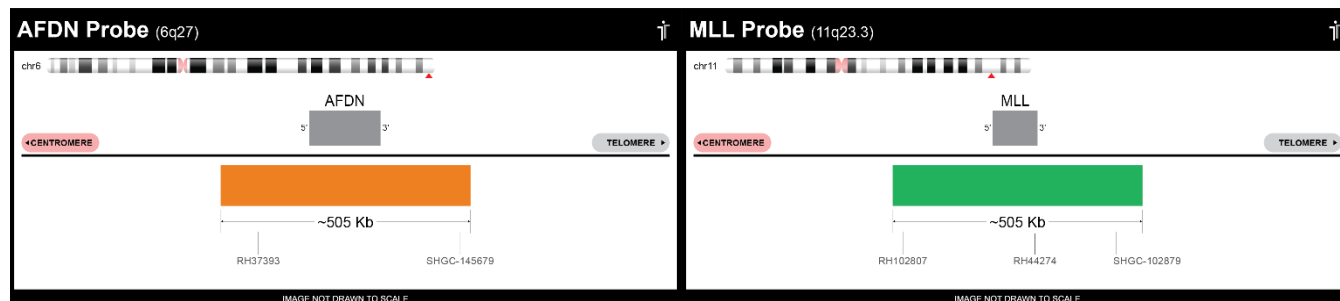 AFDN Probe (6q27)
chr6
AFDN
5' 3'
◂CENTROMERE
TELOMERE ▸
~505 Kb
RH37393
SHGC-145679
IMAGE NOT DRAWN TO SCALE
MLL Probe (11q23.3)
chr11
MLL
5' 3'
◂CENTROMERE
TELOMERE ▸
~505 Kb
RH102807
RH44274
SHGC-102879
IMAGE NOT DRAWN TO SCALE